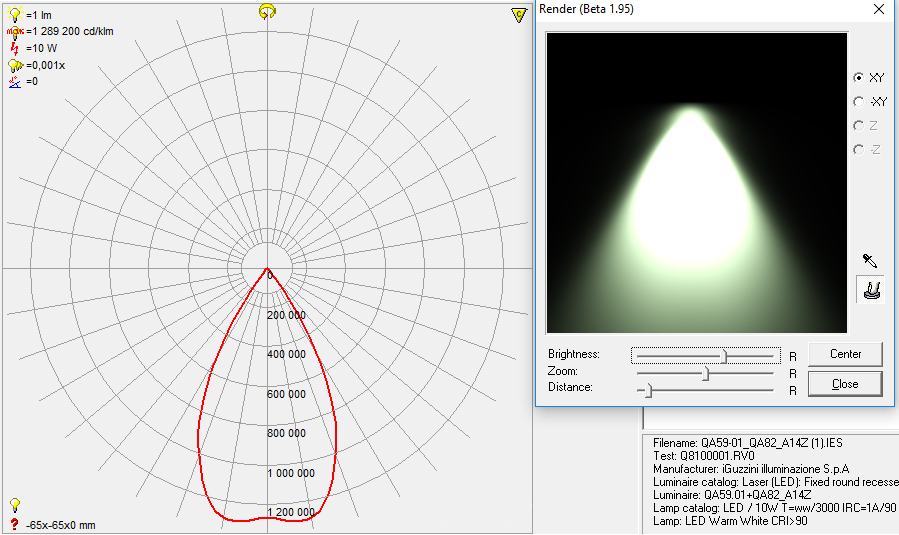 =1 lm
=1 289 200 cd/klm
=10 W
=0,001x
=0
C
0
200 000
400 000
600 000
800 000
1 000 000
1 200 000
-65x-65x0 mm
Render (Beta 1.95)
XY
-XY
Z
-Z
Brightness:
R
Zoom:
R
Distance:
R
Center
Close
Filename: QA59-01_QA82_A14Z (1).IES
Test: Q8100001.RV0
Manufacturer: iGuzzini illuminazione S.p.A
Luminaire catalog: Laser (LED): Fixed round recesse
Luminaire: QA59.01+QA82_A14Z
Lamp catalog: LED / 10W T=ww/3000 IRC=1A/90
Lamp: LED Warm White CRI>90